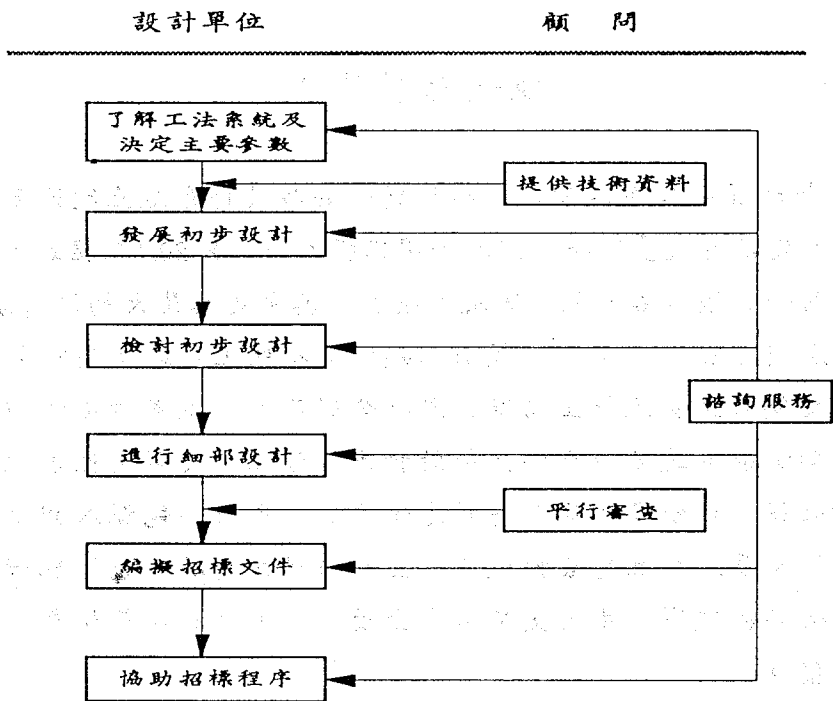 設計單位 顧問
了解工法系統及
決定主要參數
提供技術資料
發展初步設計
檢討初步設計
諮詢服務
進行細部設計
平行審查
編擬招標文件
協助招標程序